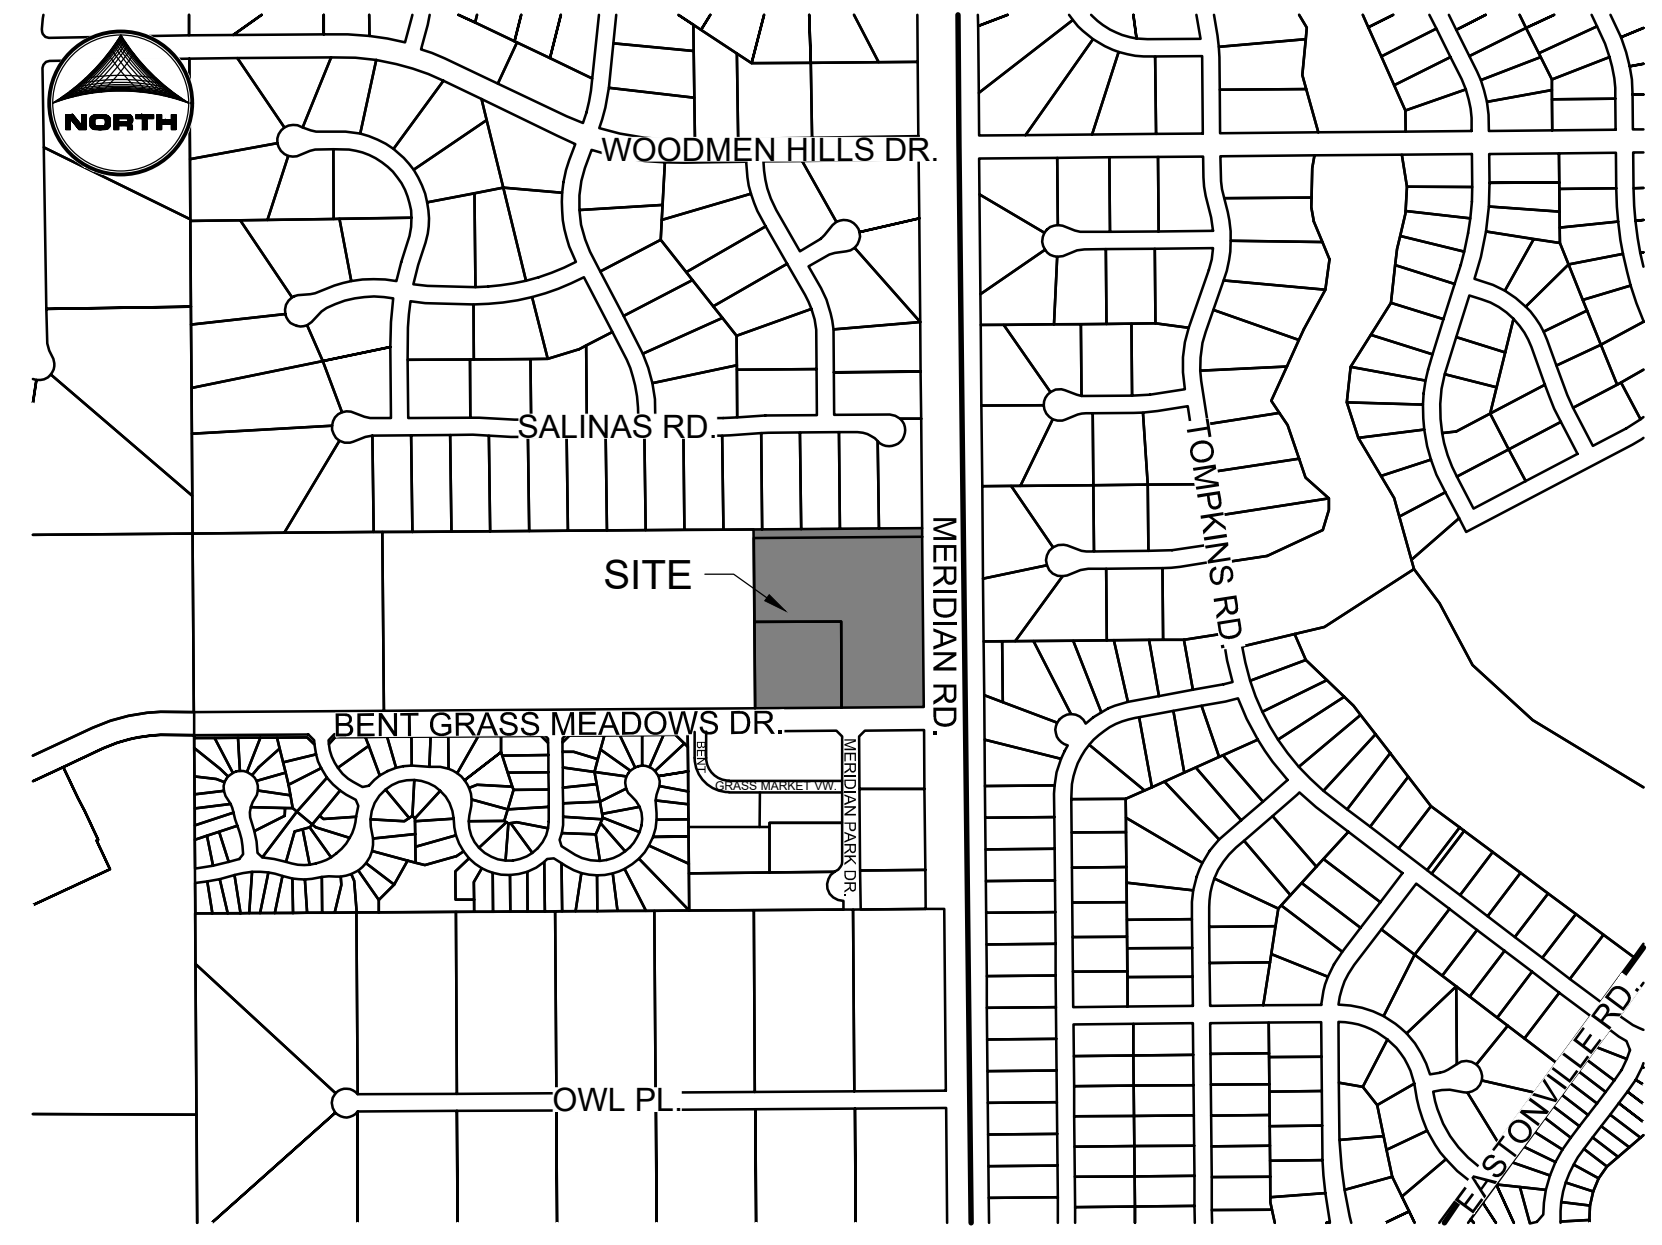 NORTH
WOODMEN HILLS DR.
SALINAS RD.
TOMPKINS RD.
MERIDIAN RD.
SITE
BENT GRASS MEADOWS DR.
BENT
GRASS MARKET VW.
MERIDIAN PARK DR.
EASTONVILLE RD.
OWL PL.